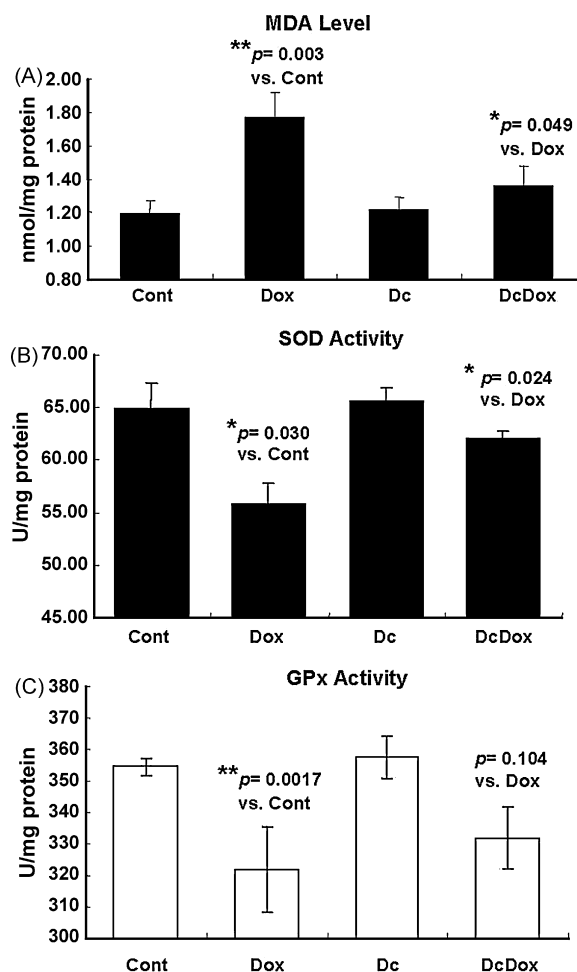 MDA Level
(A)
nmol/mg protein
2.00
1.80
1.60
1.40
1.20
1.00
0.80
**p= 0.003
vs. Cont
*p= 0.049
vs. Dox
Cont Dox Dc DcDox
SOD Activity
(B)
U/mg protein
70.00
65.00
60.00
55.00
50.00
45.00
*p= 0.030
vs. Cont
* p= 0.024
vs. Dox
Cont Dox Dc DcDox
GPx Activity
(C)
U/mg protein
380
370
360
350
340
330
320
310
300
**p= 0.0017
vs. Cont
p= 0.104
vs. Dox
Cont Dox Dc DcDox